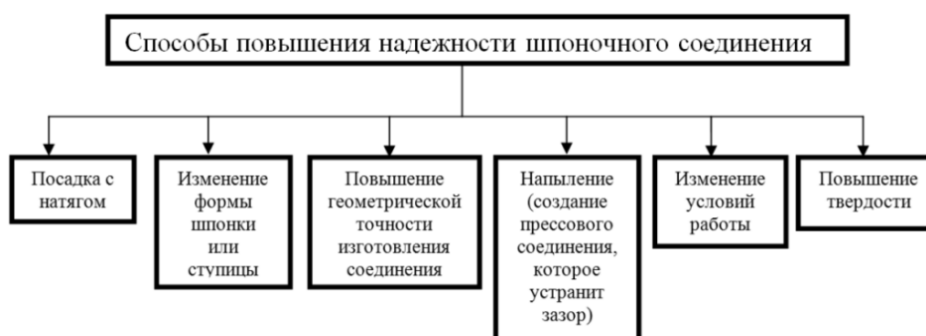 Способы повышения надежности шпоночного соединения
Посадка с
натягом
Изменение
формы
шпонки
или
ступицы
Повышение
геометрической
точности
изготовления
соединения
Напыление
(создание
прессового
соединения,
которое
устранит
зазор)
Изменение
условий
работы
Повышение
твердости